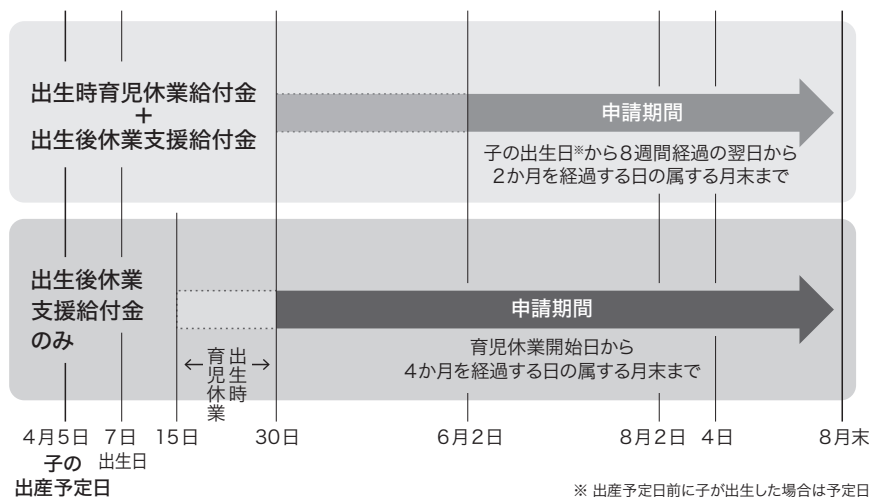 出生時育児休業給付金
+
出生後休業支援給付金
申請期間
子の出生日※から8週間経過の翌日から
2か月を経過する日の属する月末まで
出生後休業
支援給付金
のみ
申請期間
育児休業開始日から
4か月を経過する日の属する月末まで
←出生時育児休業→
4月5日 7日 15日 30日 6月2日 8月2日 4日 8月末
子の 出生日
出産予定日
※ 出産予定日前に子が出生した場合は予定日